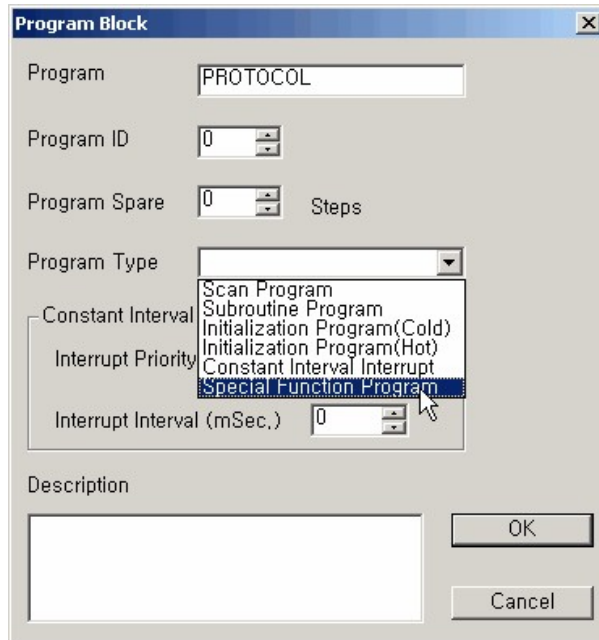 Program Block
Program PROTOCOL
Program ID 0
Program Spare 0 Steps
Program Type
Scan Program
Subroutine Program
Initialization Program(Cold)
Initialization Program(Hot)
Constant Interval Interrupt
Special Function Program
Constant Interval
Interrupt Priority
Interrupt Interval (mSec,) 0
Description
OK
Cancel